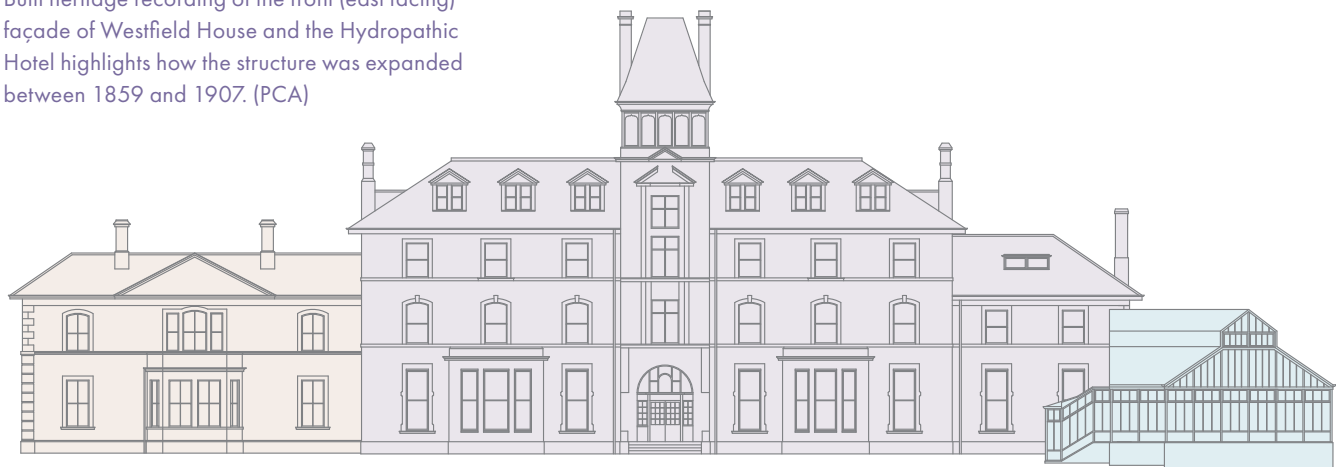 Built heritage recording of the front (east facing)
façade of Westfield House and the Hydropathic
Hotel highlights how the structure was expanded
between 1859 and 1907. (PCA)